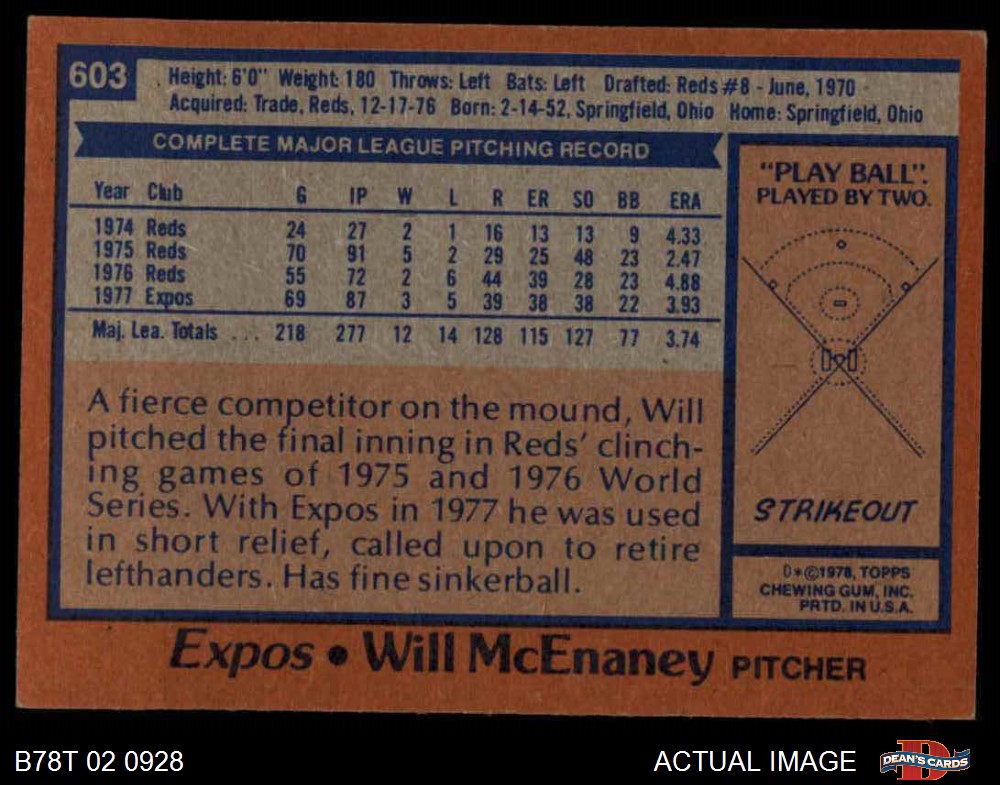 603
Height: 6'0" Weight: 180 Throws: Left Bats: Left Drafted: Reds #8 - June, 1970
Acquired: Trade, Reds, 12-17-76 Born: 2-14-52, Springfield, Ohio Home: Springfield, Ohio
COMPLETE MAJOR LEAGUE PITCHING RECORD
Year Club G IP W L R ER SO BB ERA
1974 Reds 24 27 2 1 16 13 13 9 4.33
1975 Reds 70 91 5 2 29 25 48 23 2.47
1976 Reds 55 72 2 6 44 39 28 23 4.88
1977 Expos 69 87 3 5 39 38 38 22 3.93
Maj. Lea. Totals ... 218 277 12 14 128 115 127 77 3.74
A fierce competitor on the mound, Will
pitched the final inning in Reds' clinch-
ing games of 1975 and 1976 World
Series. With Expos in 1977 he was used
in short relief, called upon to retire
lefthanders. Has fine sinkerball.
"PLAY BALL".
PLAYED BY TWO.
STRIKEOUT
D*©1978, TOPPS
CHEWING GUM, INC.
PRTD. IN U.S.A.
Expos • Will McEnaney PITCHER
B78T 02 0928
ACTUAL IMAGE
DEAN'S CARDS